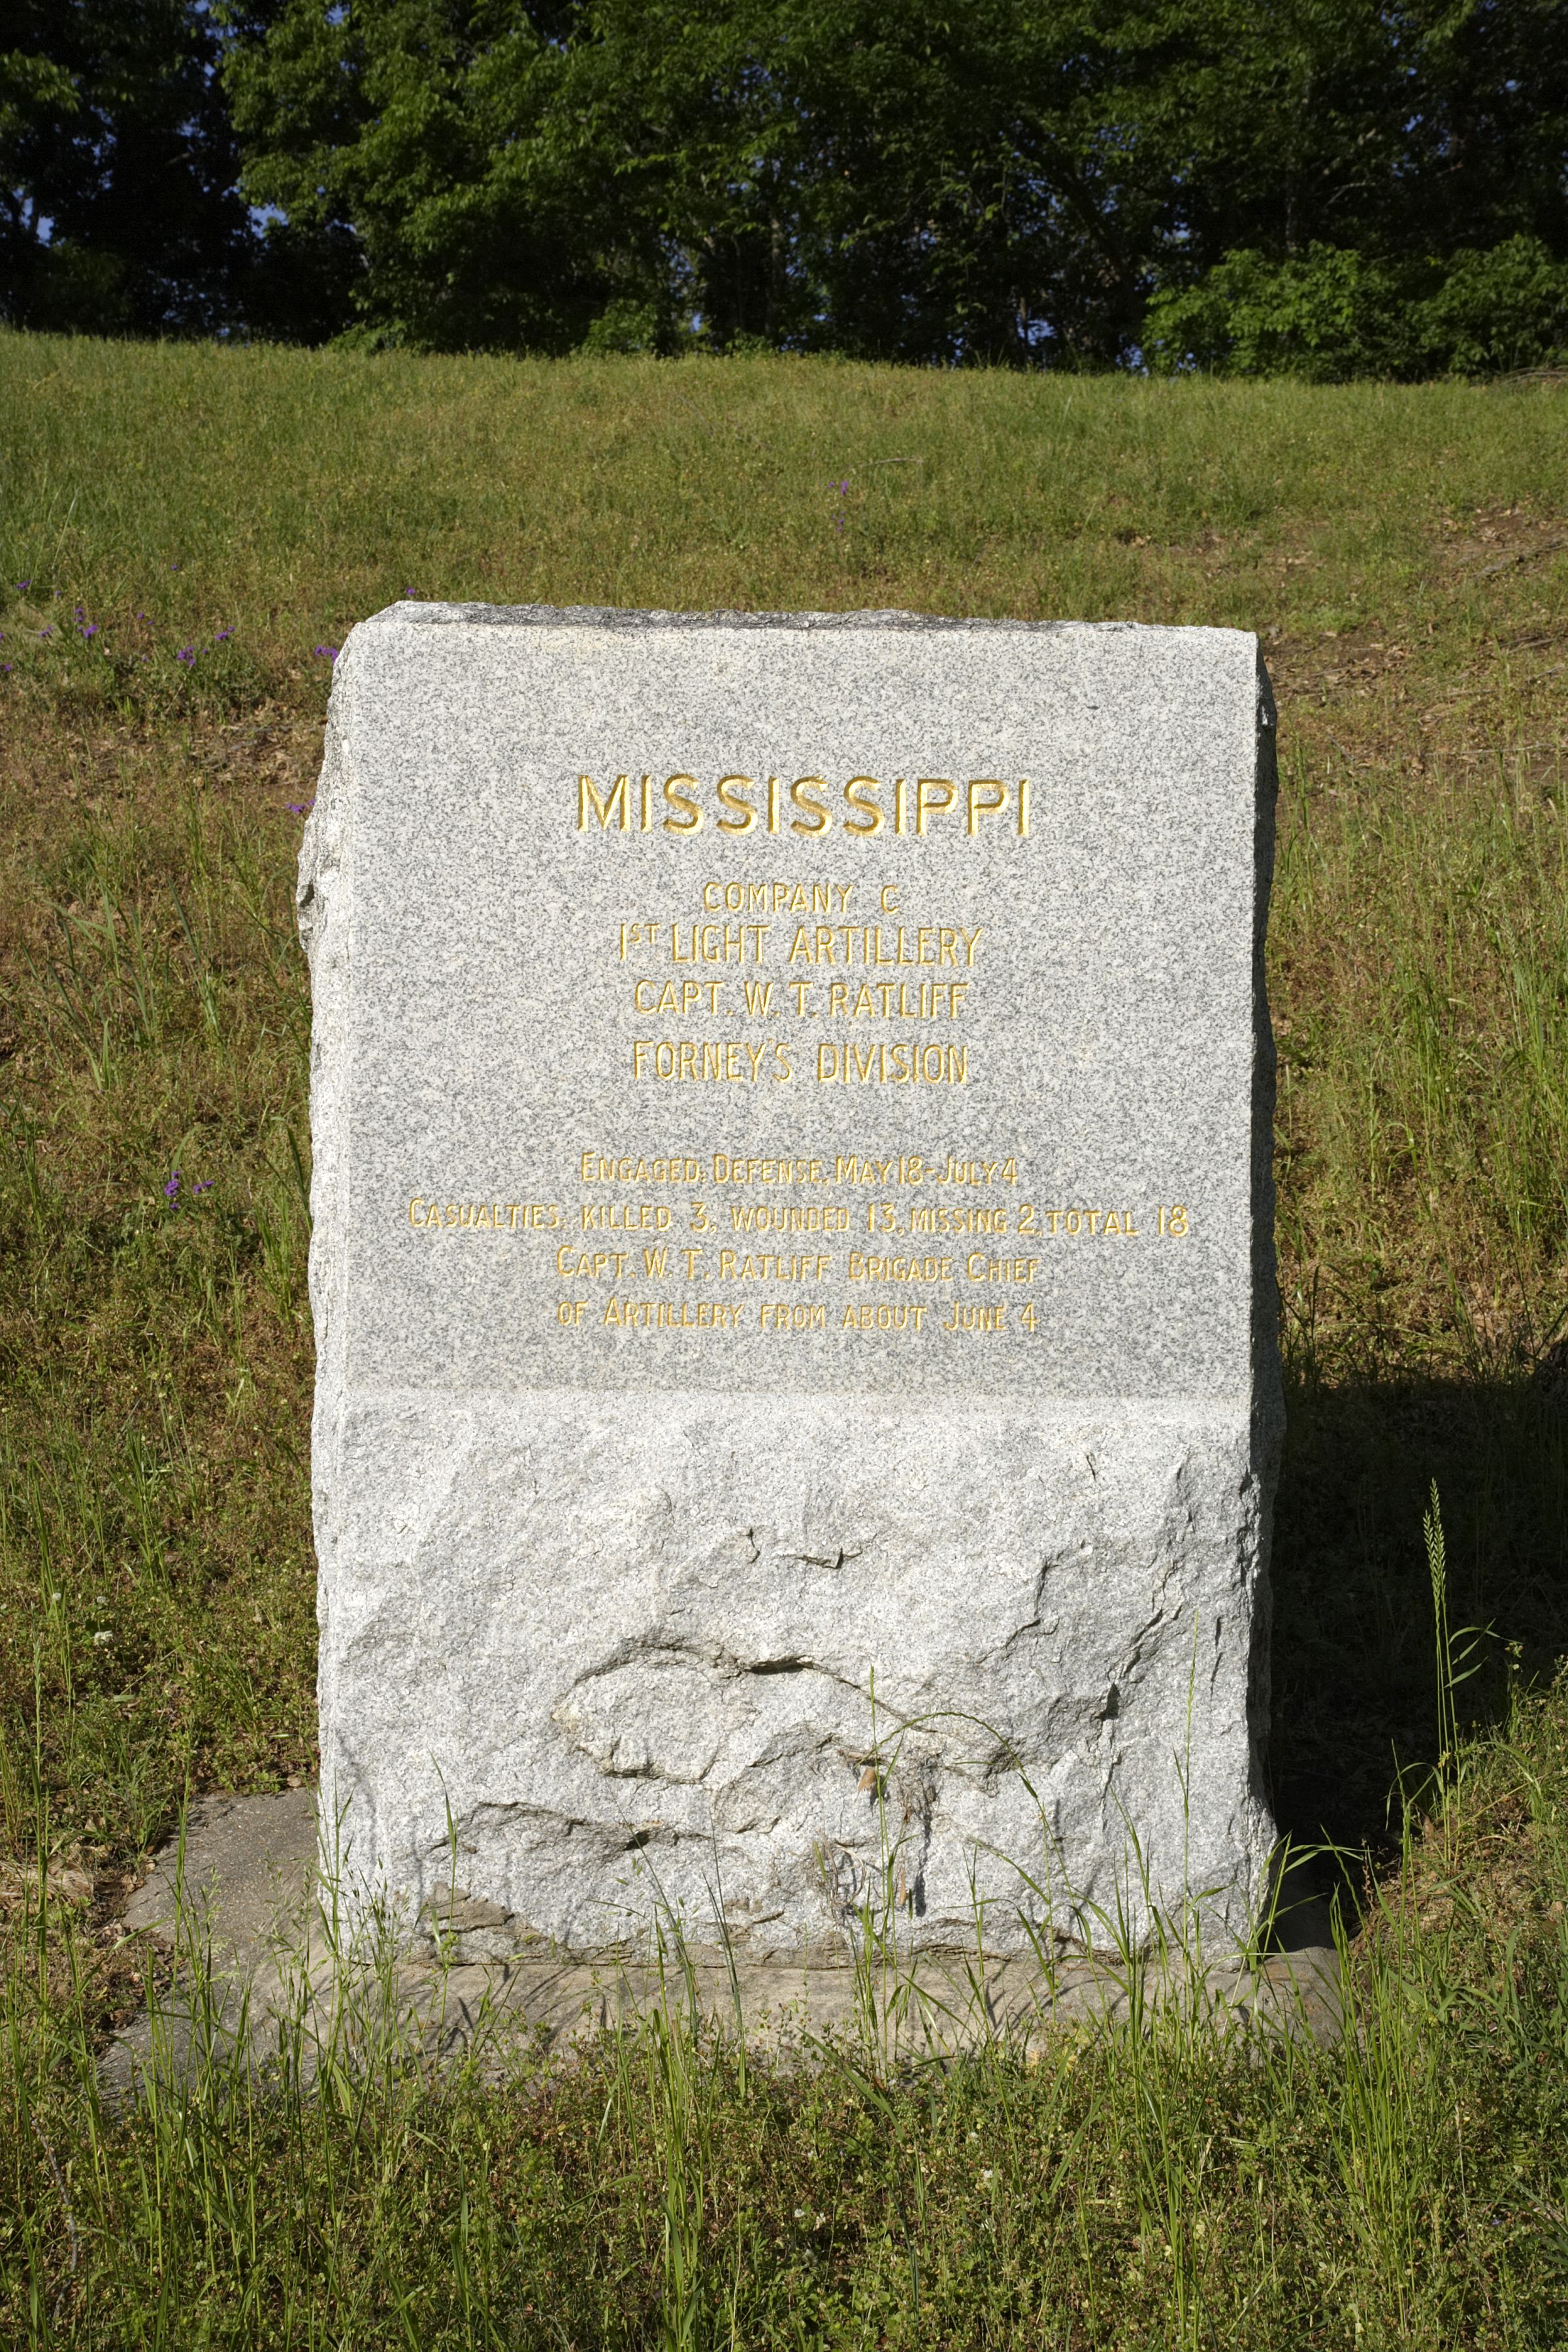 MISSISSIPPI
COMPANY C
1ST LIGHT ARTILLERY
CAPT. W. T. RATLIFF
FORNEY'S DIVISION
ENGAGED; DEFENSE, MAY 18 - JULY 4
CASUALTIES; KILLED 3, WOUNDED 13, MISSING 2, TOTAL 18
CAPT. W. T. RATLIFF BRIGADE CHIEF
OF ARTILLERY FROM ABOUT JUNE 4